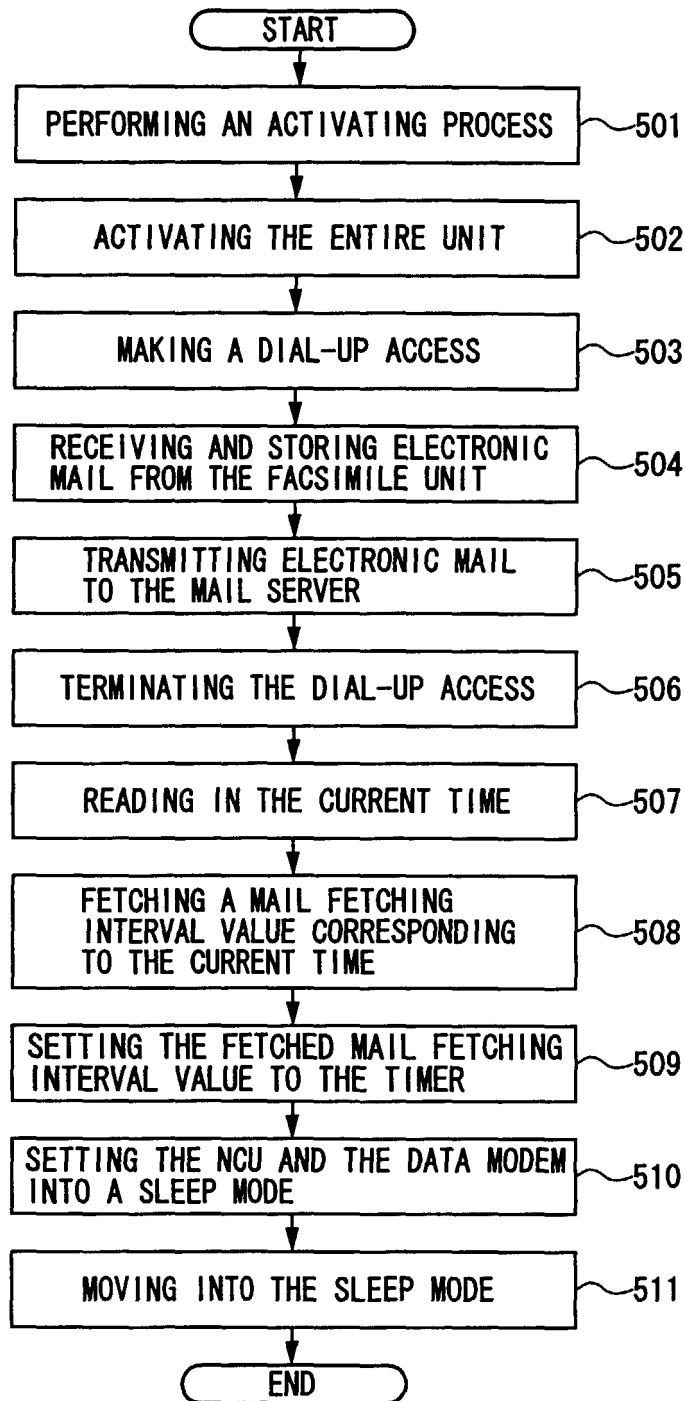 START
PERFORMING AN ACTIVATING PROCESS
501
ACTIVATING THE ENTIRE UNIT
502
MAKING A DIAL-UP ACCESS
503
RECEIVING AND STORING ELECTRONIC
MAIL FROM THE FACSIMILE UNIT
504
TRANSMITTING ELECTRONIC MAIL
TO THE MAIL SERVER
505
TERMINATING THE DIAL-UP ACCESS
506
READING IN THE CURRENT TIME
507
FETCHING A MAIL FETCHING
INTERVAL VALUE CORRESPONDING
TO THE CURRENT TIME
508
SETTING THE FETCHED MAIL FETCHING
INTERVAL VALUE TO THE TIMER
509
SETTING THE NCU AND THE DATA MODEM
INTO A SLEEP MODE
510
MOVING INTO THE SLEEP MODE
511
END